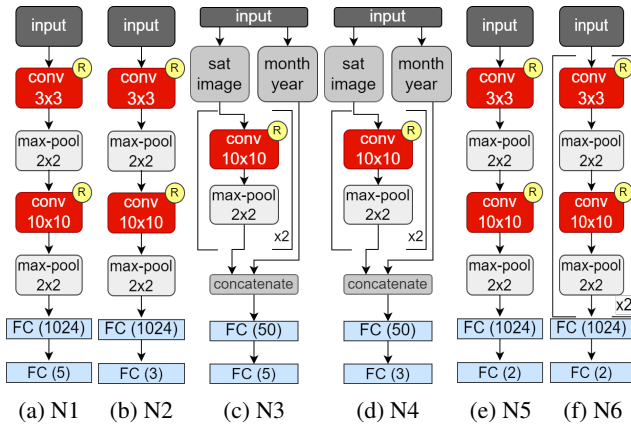 input
R
conv
3x3
max-pool
2x2
R
conv
10x10
max-pool
2x2
FC (1024)
FC (5)
(a) N1
input
R
conv
3x3
max-pool
2x2
R
conv
10x10
max-pool
2x2
FC (1024)
FC (3)
(b) N2
input
sat
image
month
year
R
conv
10x10
max-pool
2x2
x2
concatenate
FC (50)
FC (5)
(c) N3
input
sat
image
month
year
R
conv
10x10
max-pool
2x2
x2
concatenate
FC (50)
FC (3)
(d) N4
input
R
conv
3x3
max-pool
2x2
R
conv
10x10
max-pool
2x2
FC (1024)
FC (2)
(e) N5
input
R
conv
3x3
max-pool
2x2
R
conv
10x10
max-pool
2x2
x2
FC (1024)
FC (2)
(f) N6